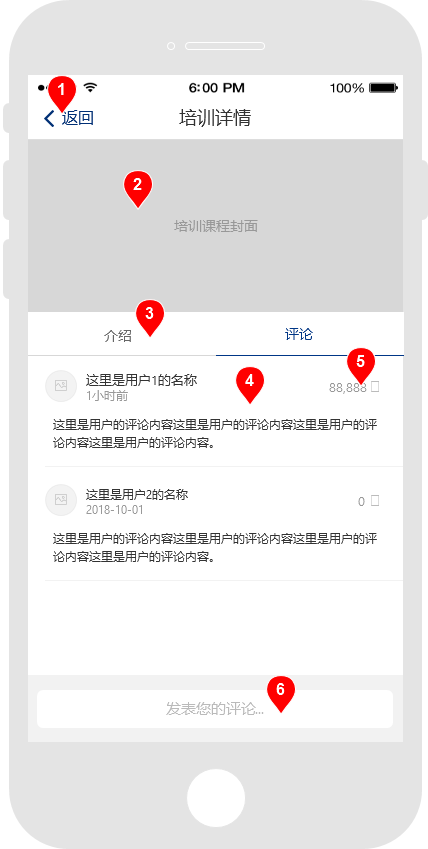 1
6:00 PM
100%
返回
培训详情
2
培训课程封面
3
介绍
评论
4
5
这里是用户1的名称
88,888
1小时前
这里是用户的评论内容这里是用户的评论内容这里是用户的评
论内容这里是用户的评论内容。
这里是用户2的名称
0
2018-10-01
这里是用户的评论内容这里是用户的评论内容这里是用户的评
论内容这里是用户的评论内容。
6
发表您的评论...